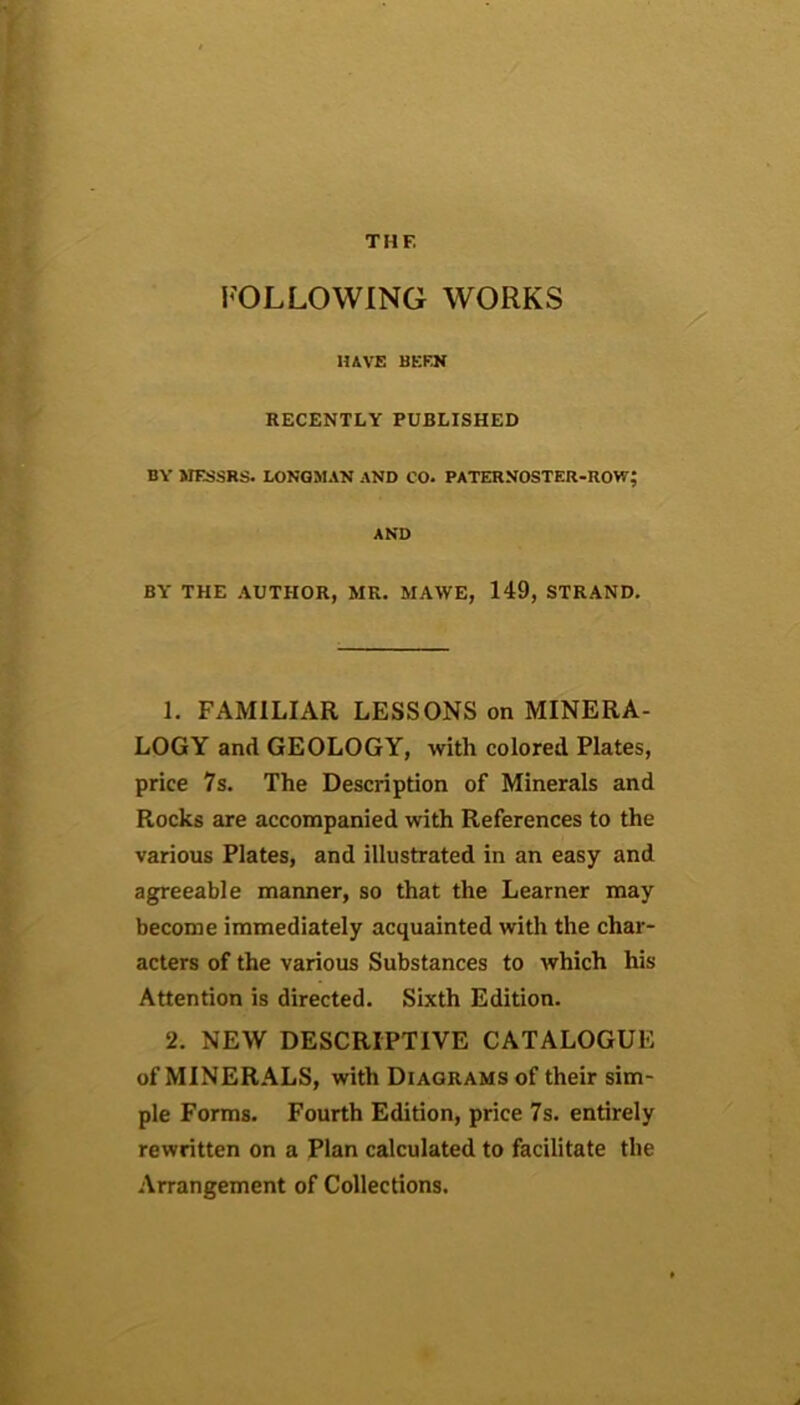 THE
FOLLOWING WORKS
HAVE BEEN
RECENTLY PUBLISHED
BY MESSRS. LONGMAN AND CO. PATERNOSTER-ROW;
AND
BY THE AUTHOR, MR. MAWE, 149, STRAND.
1. FAMILIAR LESSONS on MINERA-
LOGY and GEOLOGY, with colored Plates,
price 7s. The Description of Minerals and
Rocks are accompanied with References to the
various Plates, and illustrated in an easy and
agreeable manner, so that the Learner may
become immediately acquainted with the char-
acters of the various Substances to which his
Attention is directed. Sixth Edition.
2. NEW DESCRIPTIVE CATALOGUE
of MINERALS, with DIAGRAMS of their sim-
ple Forms. Fourth Edition, price 7s. entirely
rewritten on a Plan calculated to facilitate the
Arrangement of Collections.